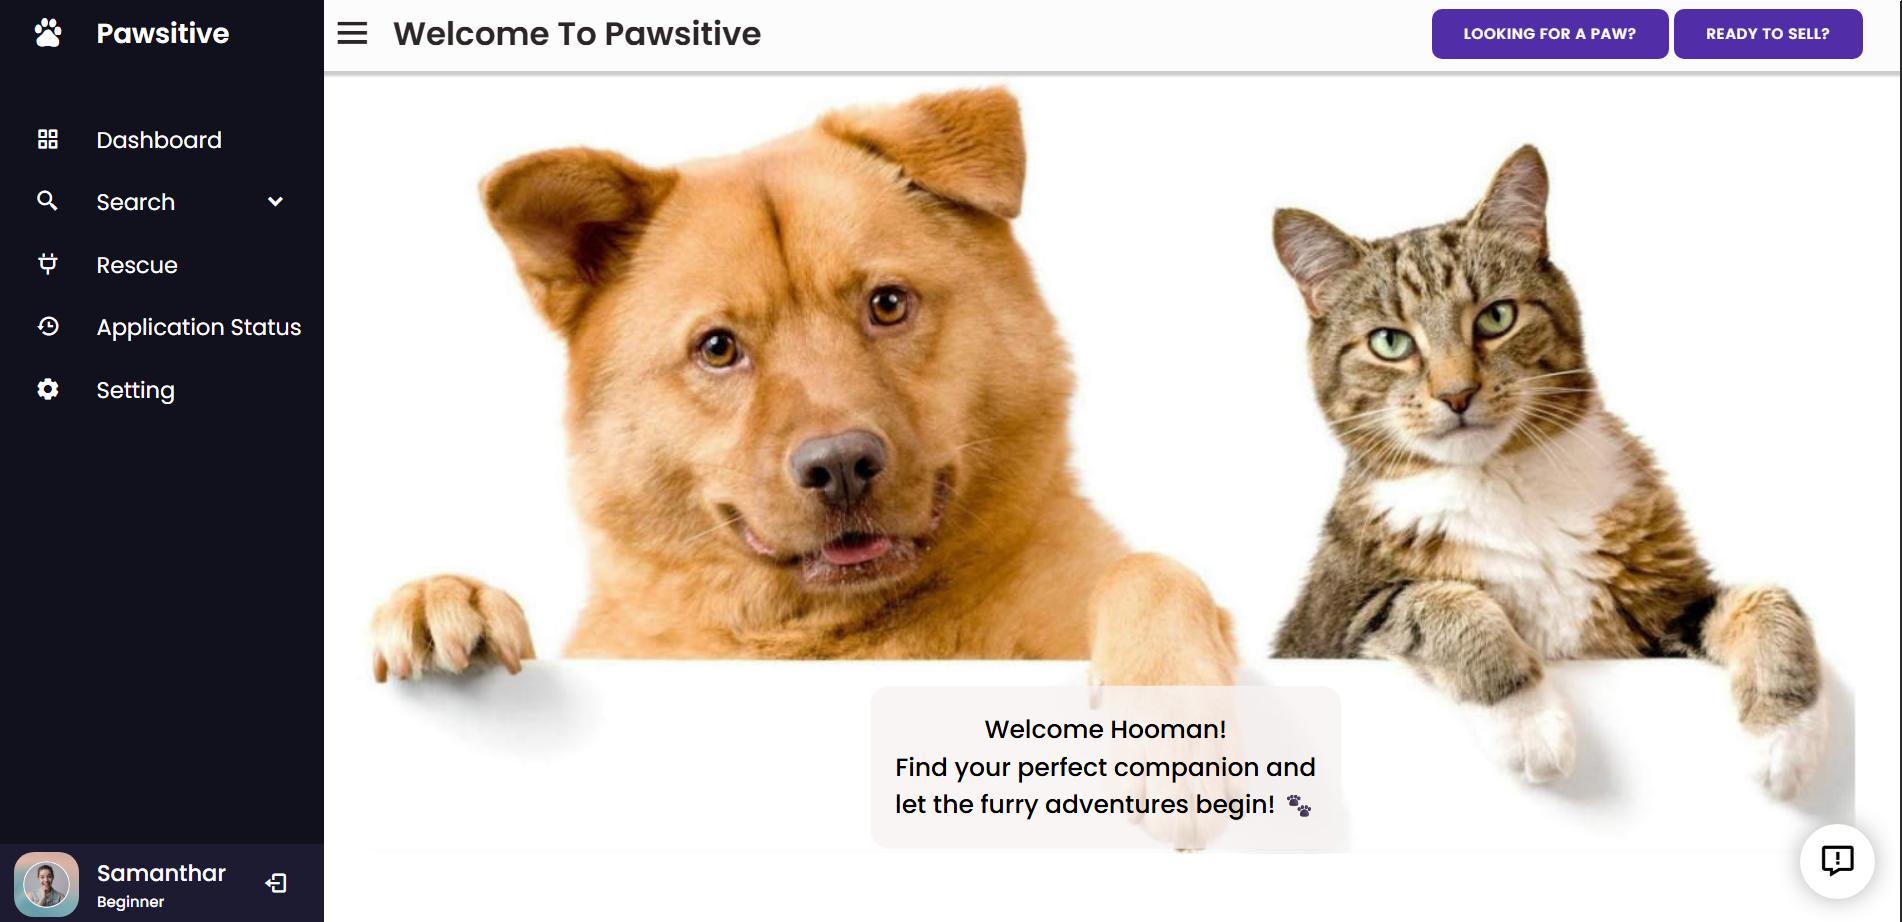 Pawsitive
Welcome To Pawsitive
LOOKING FOR A PAW?
READY TO SELL?
Dashboard
Search
Rescue
Application Status
Setting
Welcome Hooman!
Find your perfect companion and
let the furry adventures begin! 🐾
Samanthar
Beginner